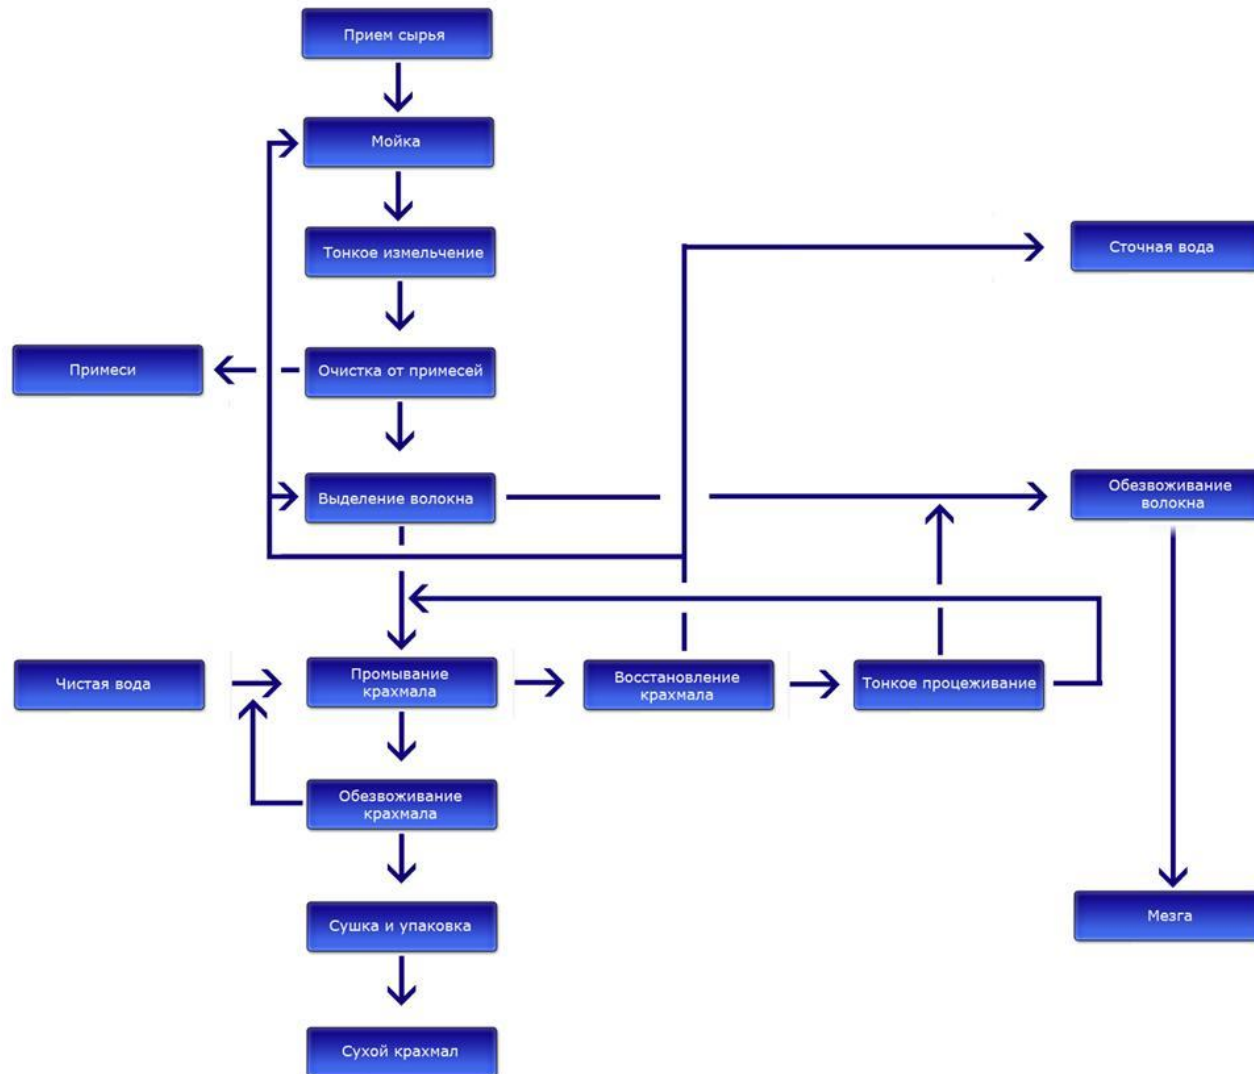 Прием сырья
Мойка
Тонкое измельчение
Сточная вода
Примеси
Очистка от примесей
Выделение волокна
Обезвоживание
волокна
Чистая вода
Промывание
крахмала
Восстановление
крахмала
Тонкое процеживание
Обезвоживание
крахмала
Сушка и упаковка
Мезга
Сухой крахмал